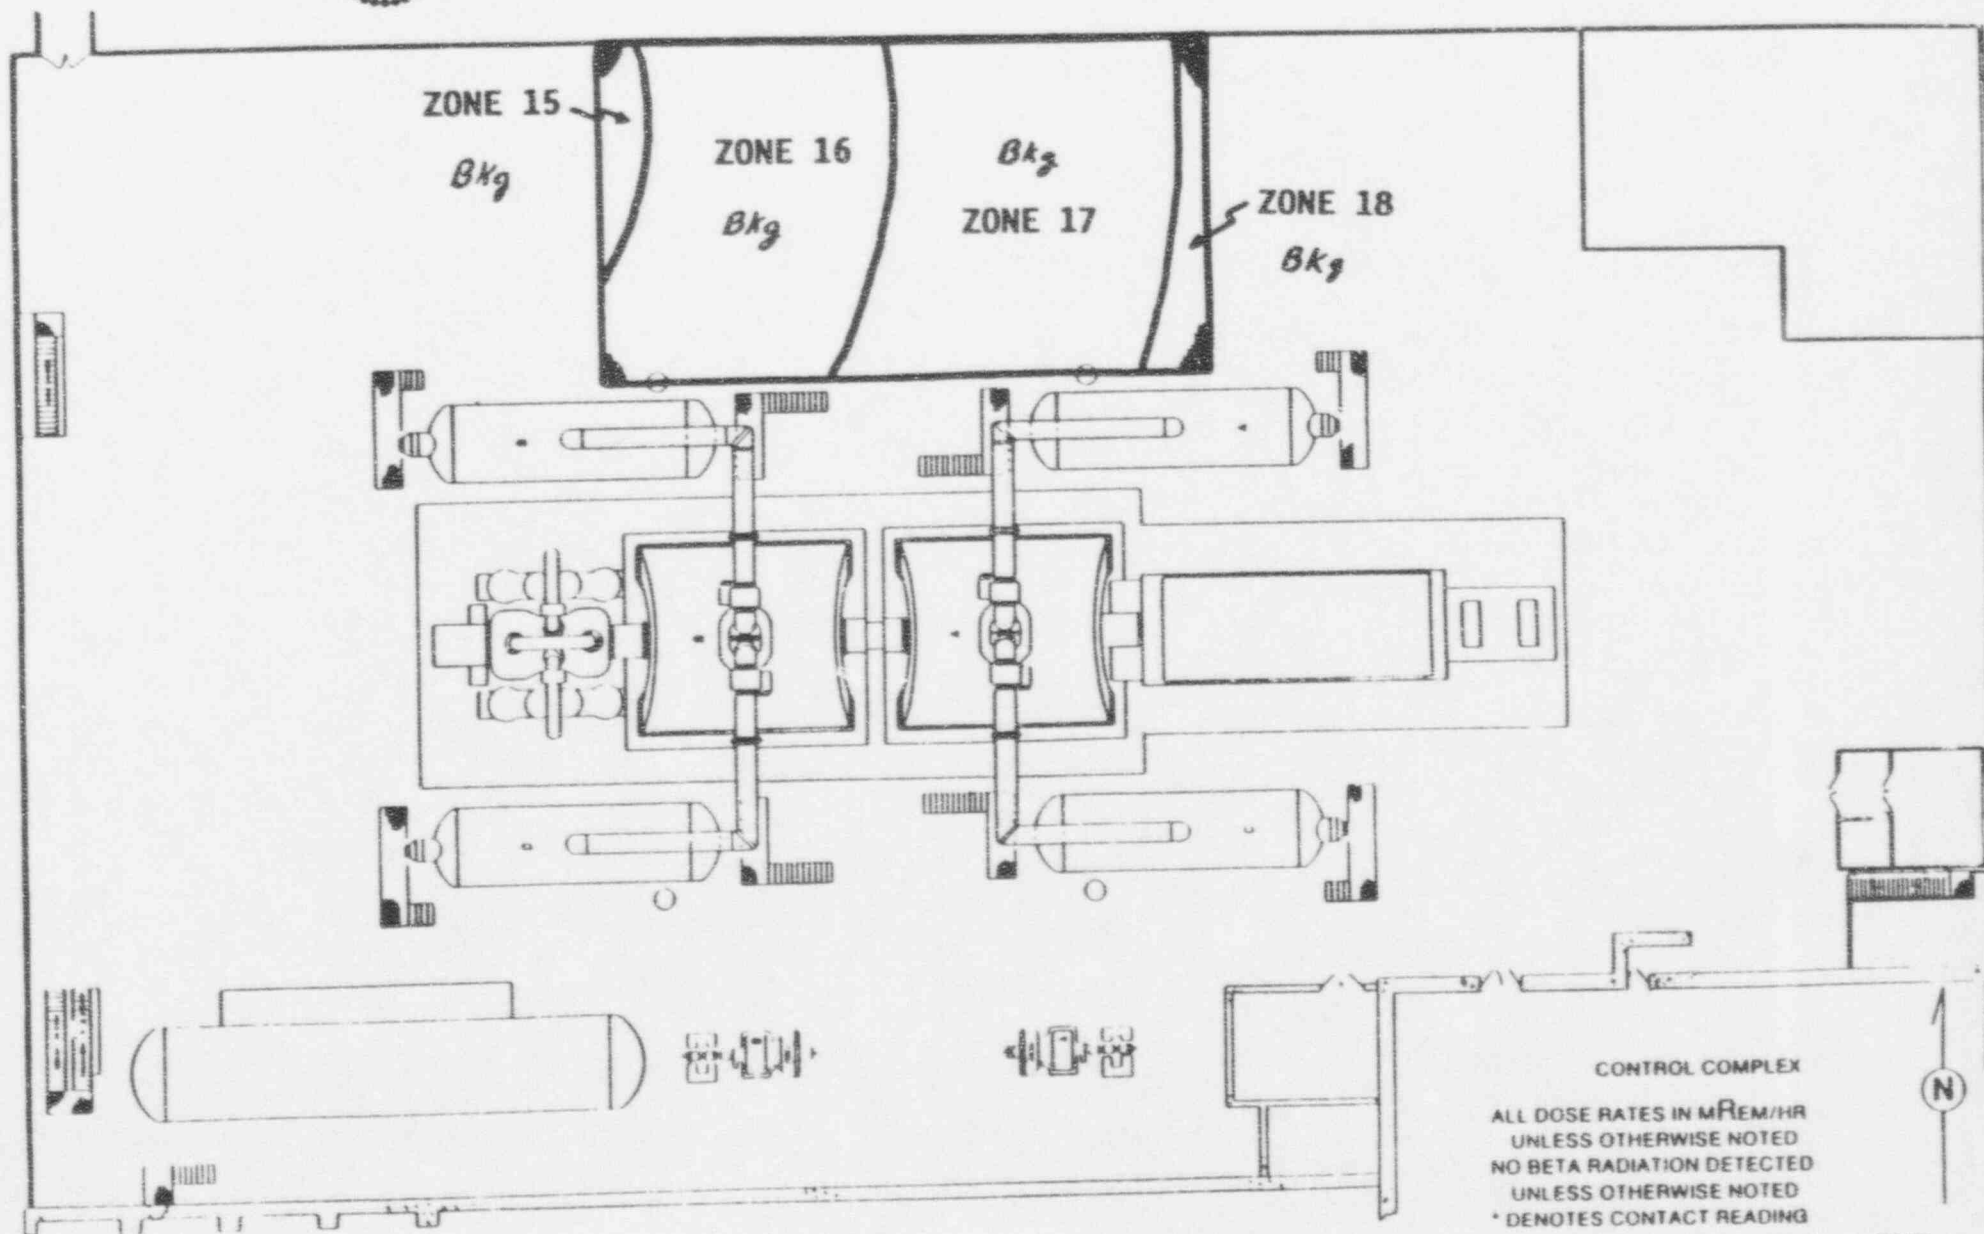 ZONE 15
Bkg
ZONE 16
Bkg
Bkg
ZONE 17
ZONE 18
Bkg
B
A
B
A
D
C
CONTROL COMPLEX
ALL DOSE RATES IN MREM/HR
UNLESS OTHERWISE NOTED
NO BETA RADIATION DETECTED
UNLESS OTHERWISE NOTED
* DENOTES CONTACT READING
N